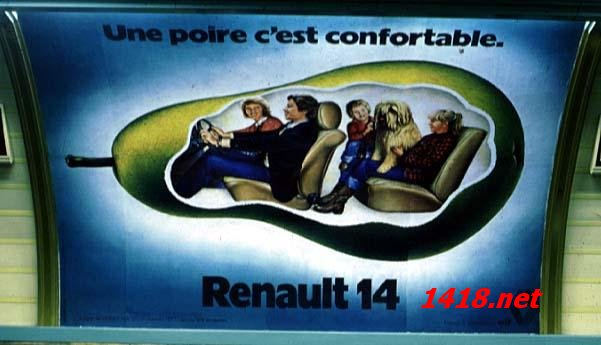 Une poire c'est confortable.
Renault 14
1418.net